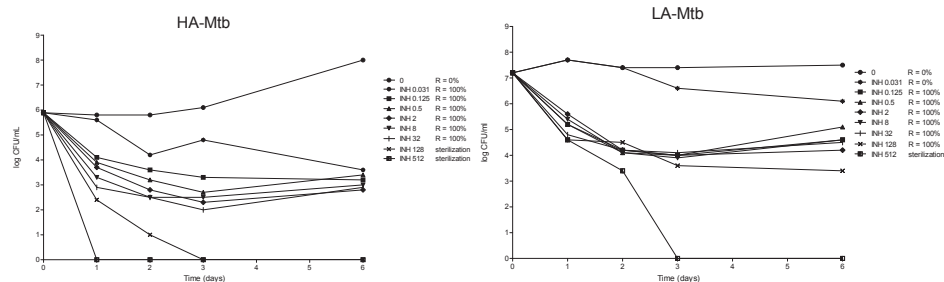 HA-Mtb
9
8
7
6
5
4
3
2
1
0
log CFU/mL
0 1 2 3 6
Time (days)
0 R = 0%
INH 0.031 R = 100%
INH 0.125 R = 100%
INH 0.5 R = 100%
INH 2 R = 100%
INH 8 R = 100%
INH 32 R = 100%
INH 128 sterilization
INH 512 sterilization
LA-Mtb
9
8
7
6
5
4
3
2
1
0
log CFU/ml
0 1 2 3 6
Time (days)
0 R = 0%
INH 0.031 R = 0%
INH 0.125 R = 100%
INH 0.5 R = 100%
INH 2 R = 100%
INH 8 R = 100%
INH 32 R = 100%
INH 128 R = 100%
INH 512 sterilization